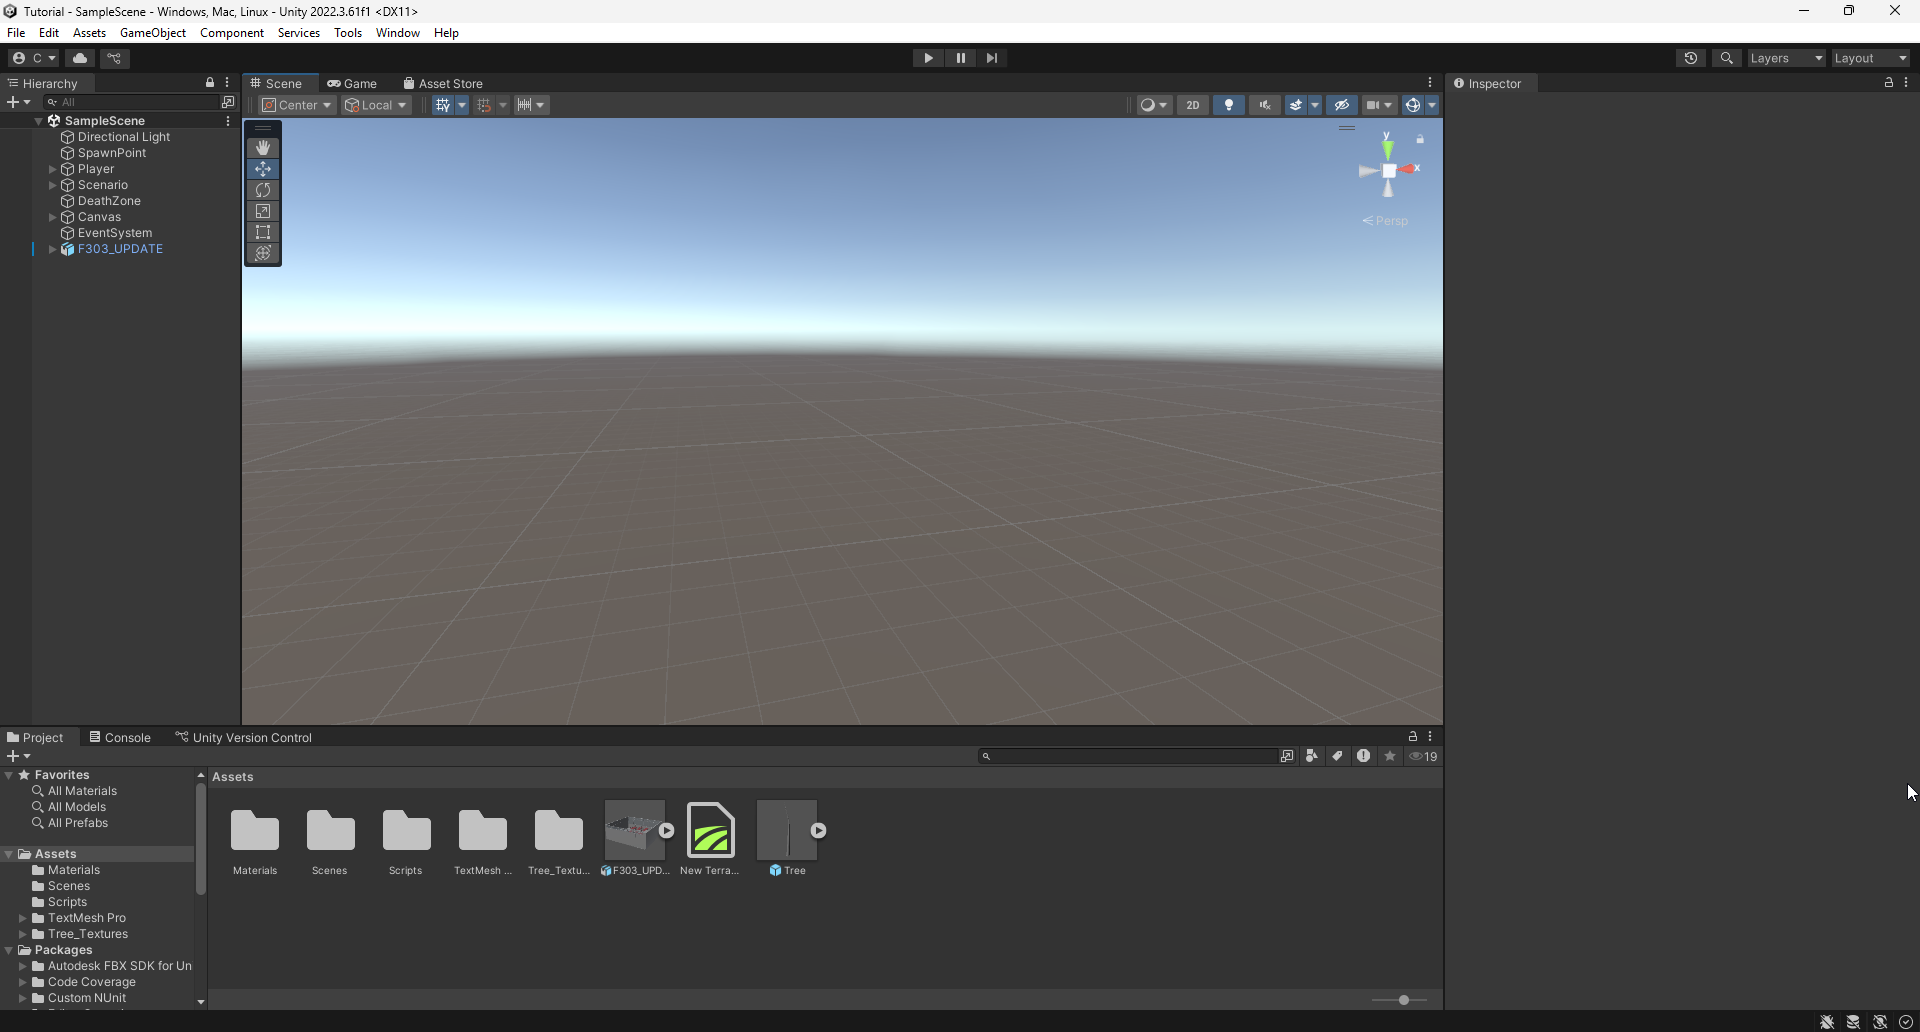 Tutorial - SampleScene - Windows, Mac, Linux - Unity 2022.3.61f1 <DX11>
File Edit Assets GameObject Component Services Tools Window Help
C Layers Layout
Hierarchy
All
SampleScene
Directional Light
SpawnPoint
Player
Scenario
DeathZone
Canvas
EventSystem
F303_UPDATE
Scene Game Asset Store
Center Local 2D
y
x
Persp
Inspector
Project Console Unity Version Control
19
Favorites
All Materials
All Models
All Prefabs
Assets
Materials
Scenes
Scripts
TextMesh Pro
Tree_Textures
Packages
Autodesk FBX SDK for Un
Code Coverage
Custom NUnit
Assets
Materials Scenes Scripts TextMesh ... Tree_Textu... F303_UPD... New Terra... Tree